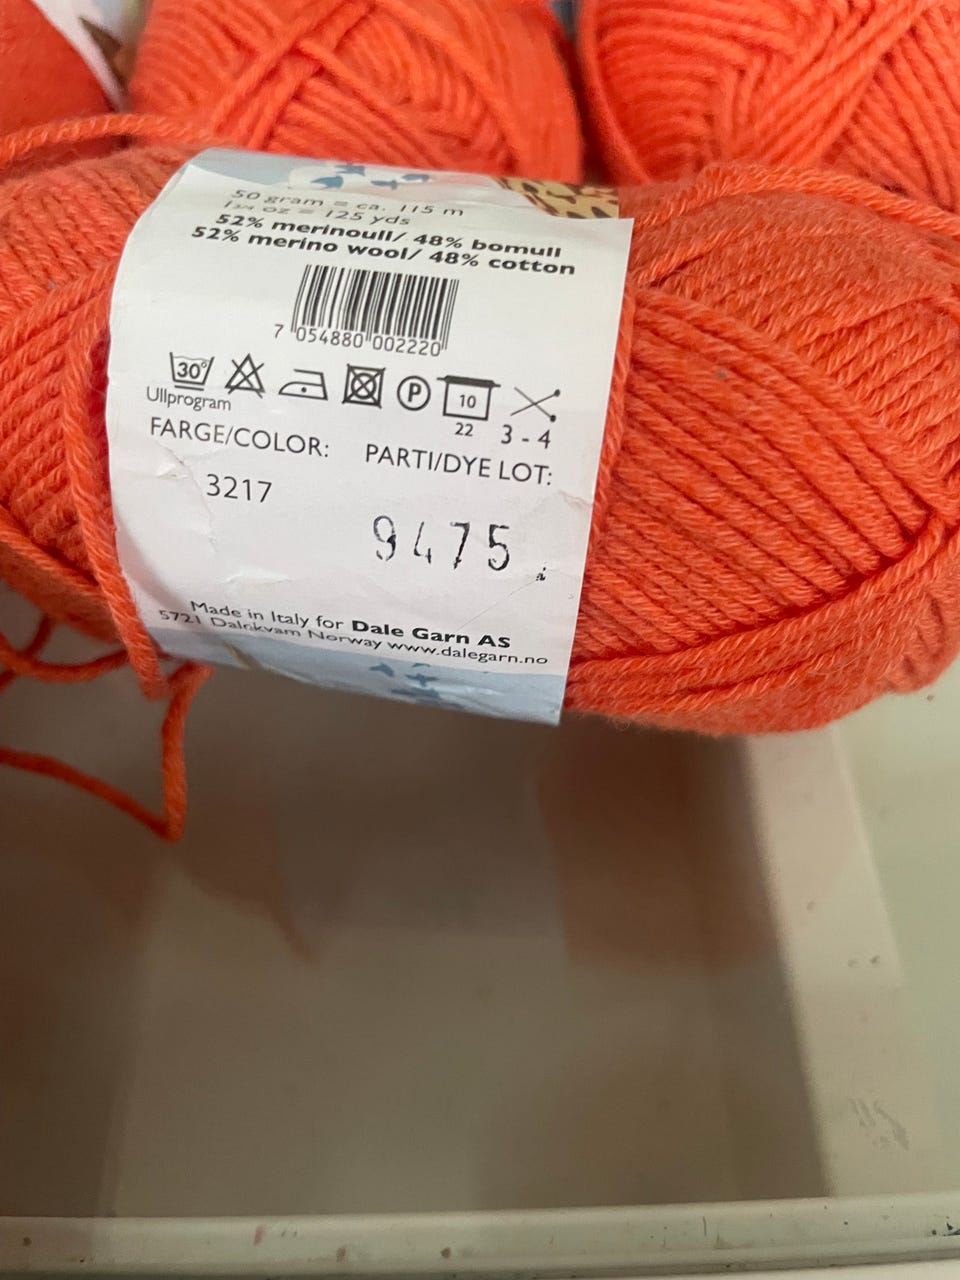 50 gram = ca. 115 m
1¾ oz = 125 yds
52% merinoull/ 48% bomull
52% merino wool/ 48% cotton
7 054880 002220
30° P 10
Ullprogram 22 3 - 4
FARGE/COLOR: PARTI/DYE LOT:
3217
9475
Made in Italy for Dale Garn AS
5721 Dalekvam Norway www.dalegarn.no